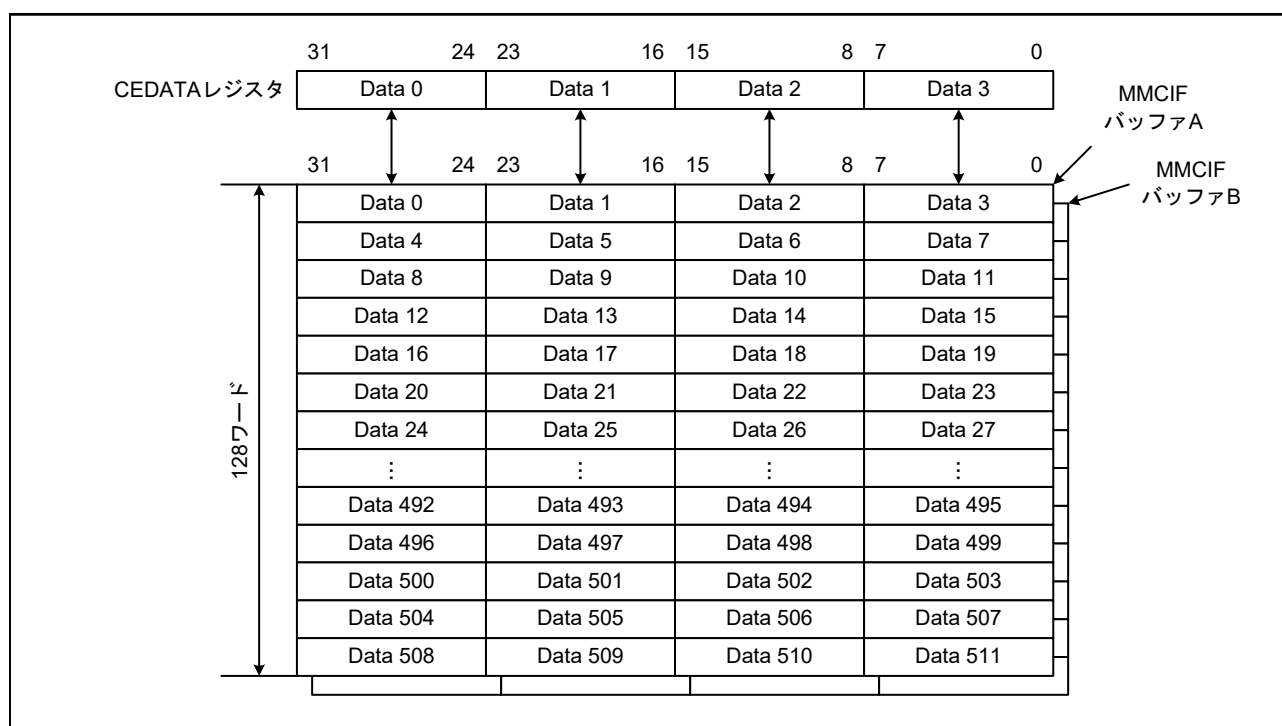 31 24 23 16 15 8 7 0
CEDATAレジスタ Data 0 Data 1 Data 2 Data 3
MMCIF
バッファA
31 24 23 16 15 8 7 0
MMCIF
バッファB
Data 0 Data 1 Data 2 Data 3
Data 4 Data 5 Data 6 Data 7
Data 8 Data 9 Data 10 Data 11
Data 12 Data 13 Data 14 Data 15
Data 16 Data 17 Data 18 Data 19
Data 20 Data 21 Data 22 Data 23
Data 24 Data 25 Data 26 Data 27
⋮ ⋮ ⋮ ⋮
Data 492 Data 493 Data 494 Data 495
Data 496 Data 497 Data 498 Data 499
Data 500 Data 501 Data 502 Data 503
Data 504 Data 505 Data 506 Data 507
Data 508 Data 509 Data 510 Data 511
128ワード